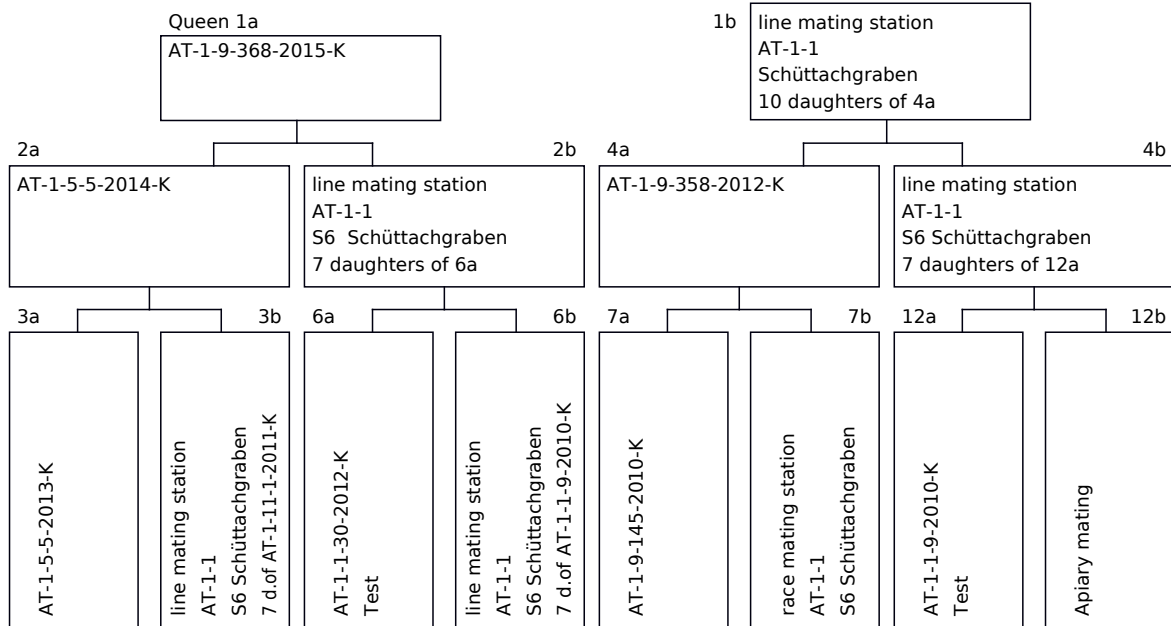 Queen 1a
AT-1-9-368-2015-K
1b
line mating station
AT-1-1
Schüttachgraben
10 daughters of 4a
2a
AT-1-5-5-2014-K
2b
line mating station
AT-1-1
S6  Schüttachgraben
7 daughters of 6a
4a
AT-1-9-358-2012-K
4b
line mating station
AT-1-1
S6 Schüttachgraben
7 daughters of 12a
3a
AT-1-5-5-2013-K
3b
line mating station
AT-1-1
S6 Schüttachgraben
7 d.of AT-1-11-1-2011-K
6a
AT-1-1-30-2012-K
Test
6b
line mating station
AT-1-1
S6 Schüttachgraben
7 d.of AT-1-1-9-2010-K
7a
AT-1-9-145-2010-K
7b
race mating station
AT-1-1
S6 Schüttachgraben
12a
AT-1-1-9-2010-K
Test
12b
Apiary mating